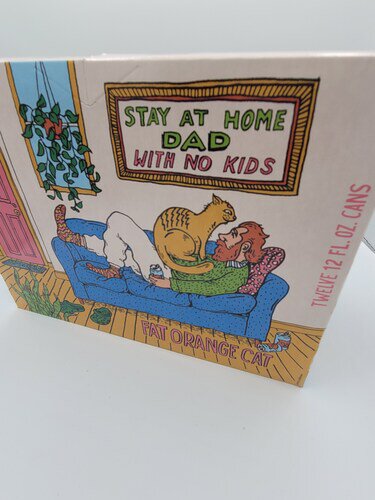 STAY AT HOME
DAD
WITH NO KIDS
FAT ORANGE CAT
TWELVE 12 FL. OZ. CANS